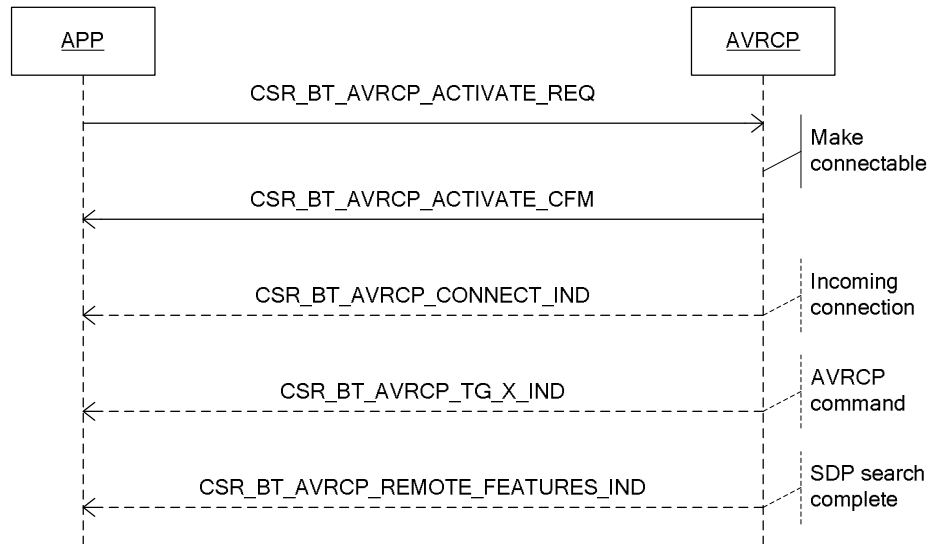 APP
AVRCP
CSR_BT_AVRCP_ACTIVATE_REQ
Make
connectable
CSR_BT_AVRCP_ACTIVATE_CFM
Incoming
connection
CSR_BT_AVRCP_CONNECT_IND
AVRCP
command
CSR_BT_AVRCP_TG_X_IND
SDP search
complete
CSR_BT_AVRCP_REMOTE_FEATURES_IND